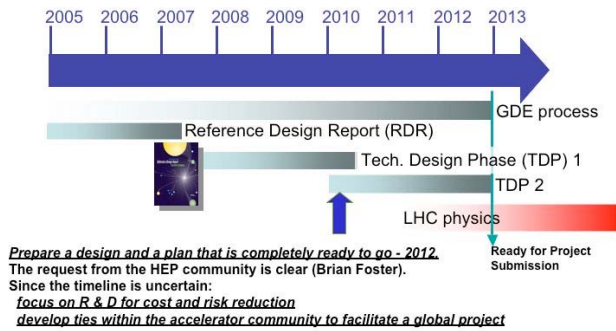 2005 2006 2007 2008 2009 2010 2011 2012 2013
GDE process
Reference Design Report (RDR)
Tech. Design Phase (TDP) 1
TDP 2
LHC physics
Ready for Project
Submission
Prepare a design and a plan that is completely ready to go - 2012.
The request from the HEP community is clear (Brian Foster).
Since the timeline is uncertain:
focus on R & D for cost and risk reduction
develop ties within the accelerator community to facilitate a global project